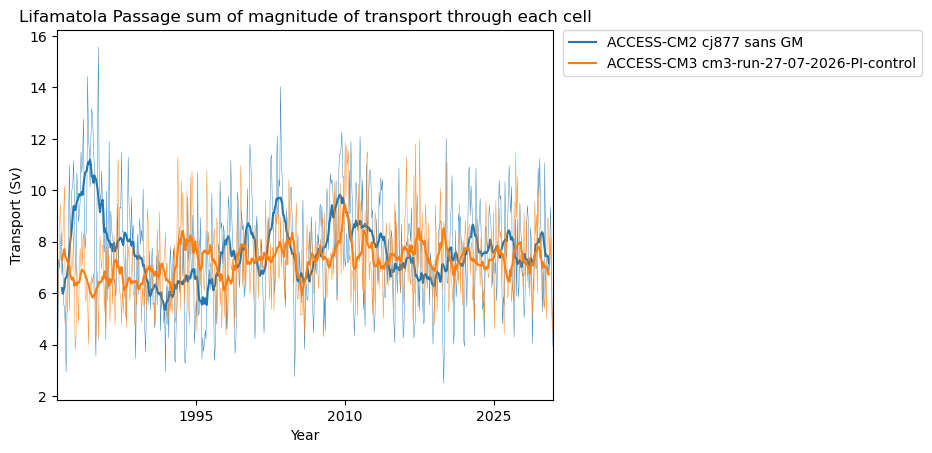 Lifamatola Passage sum of magnitude of transport through each cell
ACCESS-CM2 cj877 sans GM
ACCESS-CM3 cm3-run-27-07-2026-PI-control
Transport (Sv)
16
14
12
10
8
6
4
2
1995
2010
2025
Year